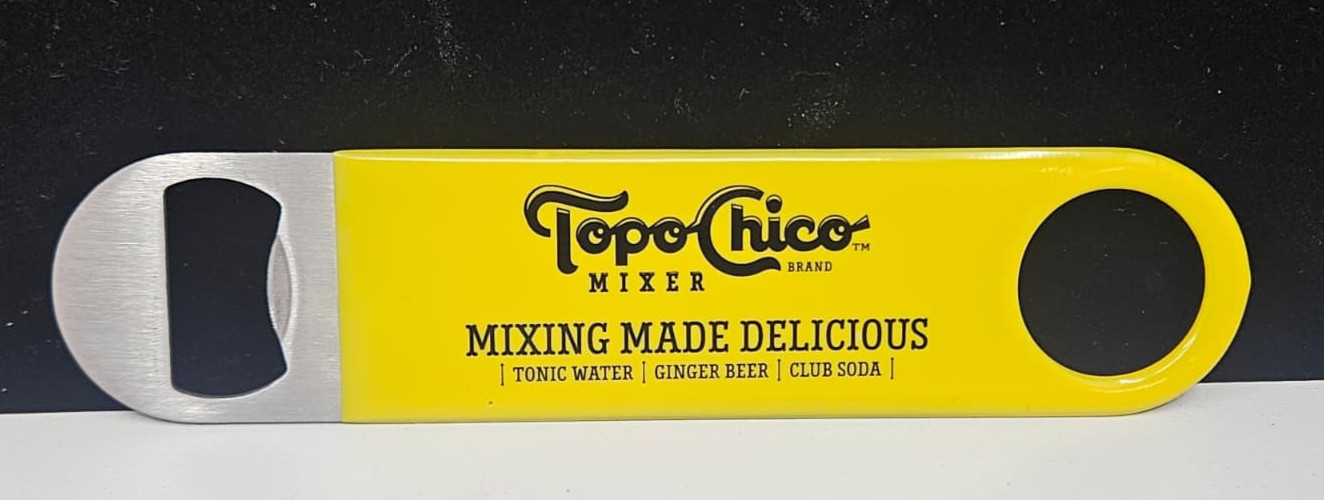 Topo Chico™
MIXER BRAND
MIXING MADE DELICIOUS
| TONIC WATER | GINGER BEER | CLUB SODA |